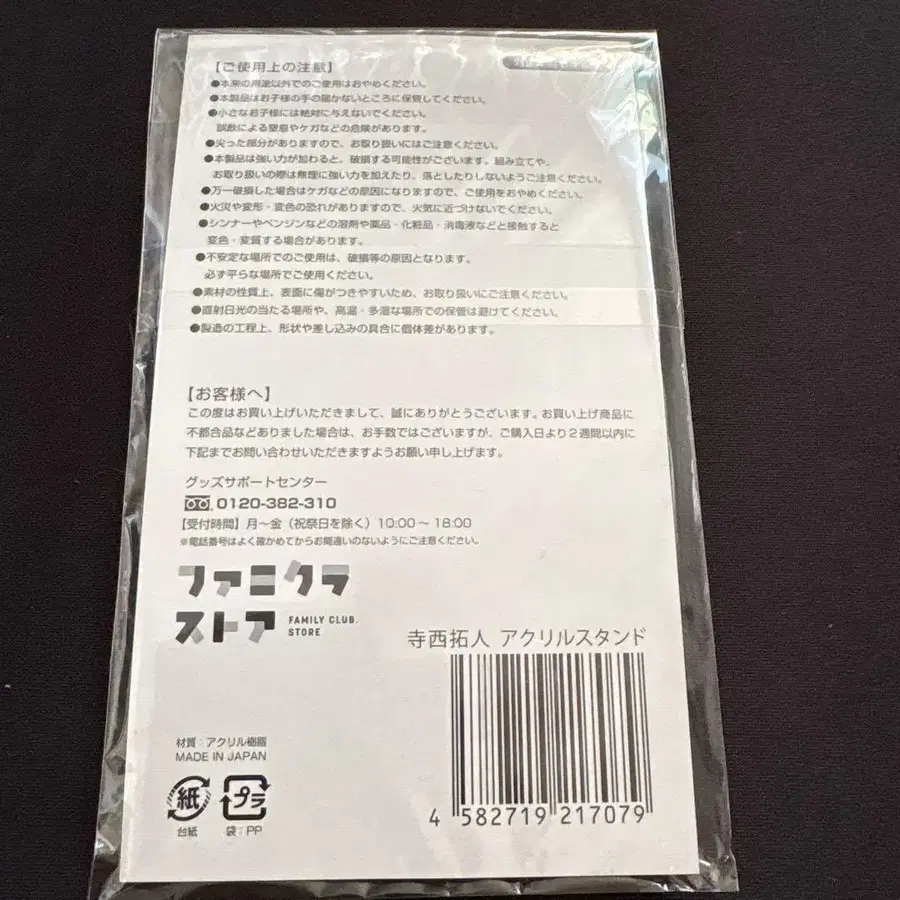 【ご使用上の注意】
●本来の用途以外でのご使用はおやめください。
●本製品はお子様の手の届かないところに保管してください。
●小さなお子様には絶対に与えないでください。
誤飲による窒息やケガなどの危険があります。
●尖った部分がありますので、お取り扱いにはご注意ください。
●本製品は強い力が加わると、破損する可能性がございます。組み立てや、
お取り扱いの際は無理に強い力を加えたり、落としたりしないようご注意ください。
●万一破損した場合はケガなどの原因になりますので、ご使用をおやめください。
●火災や変形・変色の恐れがありますので、火気に近づけないでください。
●シンナーやベンジンなどの溶剤や薬品・化粧品・消毒液などと接触すると
変色・変質する場合があります。
●不安定な場所でのご使用は、破損等の原因となります。
必ず平らな場所でご使用ください。
●素材の性質上、表面に傷がつきやすいため、お取り扱いにご注意ください。
●直射日光の当たる場所や、高温・多湿な場所での保管は避けてください。
●製造の工程上、形状や差し込みの具合に個体差があります。
【お客様へ】
この度はお買い上げいただきまして、誠にありがとうございます。お買い上げ商品に
不都合品などありました場合は、お手数ではございますが、ご購入日より2週間以内に
下記までお問い合わせいただきますようお願い申し上げます。
グッズサポートセンター
0120-382-310
【受付時間】月〜金（祝祭日を除く）10:00〜18:00
※電話番号はよく確かめてからお間違いのないようにご注意ください。
ファミクラ
ストア FAMILY CLUB
STORE
寺西拓人 アクリルスタンド
材質：アクリル樹脂
MADE IN JAPAN
紙 プラ
台紙 袋：PP
4 582719 217079